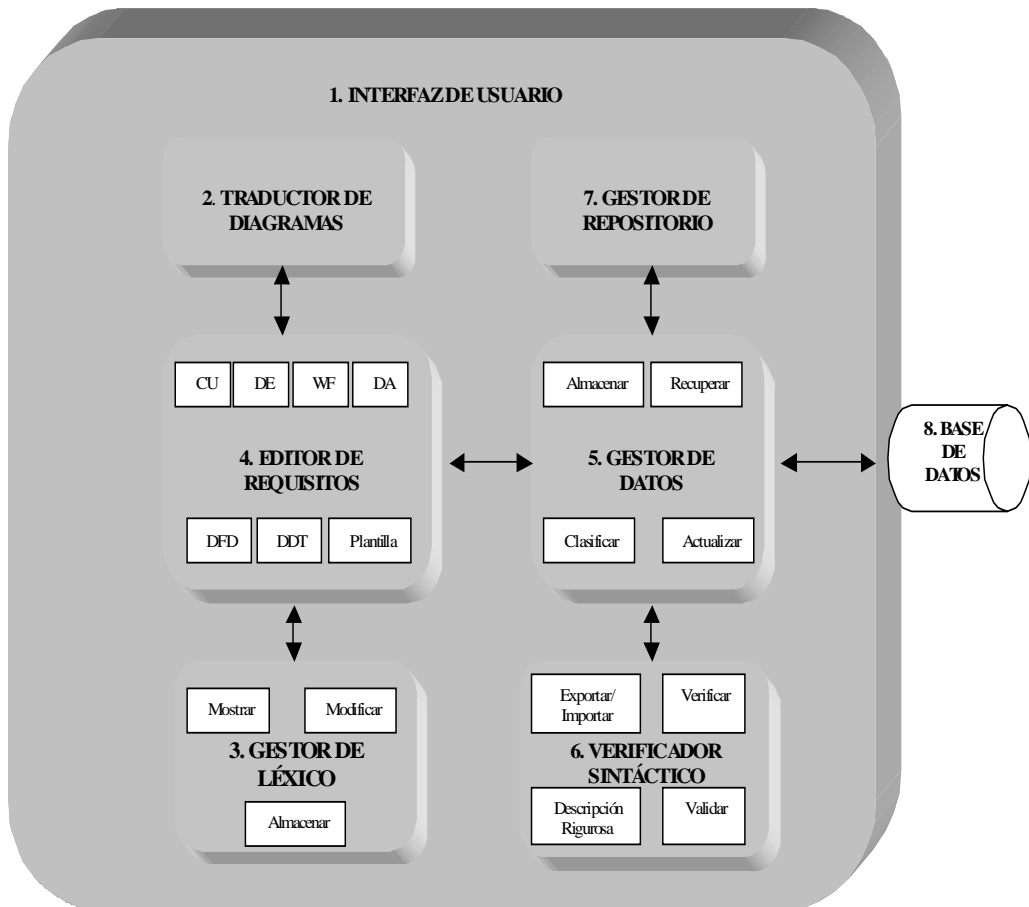 1. INTERFAZ DE USUARIO
2. TRADUCTOR DE
DIAGRAMAS
7. GESTOR DE
REPOSITORIO
CU
DE
WF
DA
4. EDITOR DE
REQUISITOS
DFD
DDT
Plantilla
Almacenar
Recuperar
5. GESTOR DE
DATOS
Clasificar
Actualizar
8. BASE
DE
DATOS
Mostrar
Modificar
3. GESTOR DE
LÉXICO
Almacenar
Exportar/
Importar
Verificar
6. VERIFICADOR
SINTÁCTICO
Descripción
Rigurosa
Validar